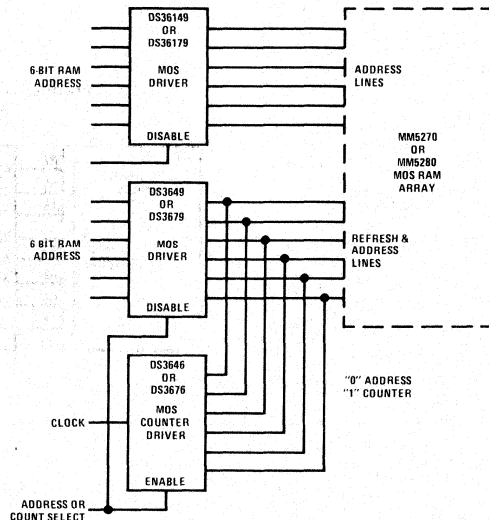 DS36149
OR
DS36179
MOS
DRIVER
DISABLE
6-BIT RAM
ADDRESS
ADDRESS
LINES
MM5270
OR
MM5280
MOS RAM
ARRAY
DS3649
OR
DS3679
MOS
DRIVER
DISABLE
6 BIT RAM
ADDRESS
REFRESH &
ADDRESS
LINES
DS3646
OR
DS3676
MOS
COUNTER
DRIVER
ENABLE
CLOCK
"0" ADDRESS
"1" COUNTER
ADDRESS OR
COUNT SELECT